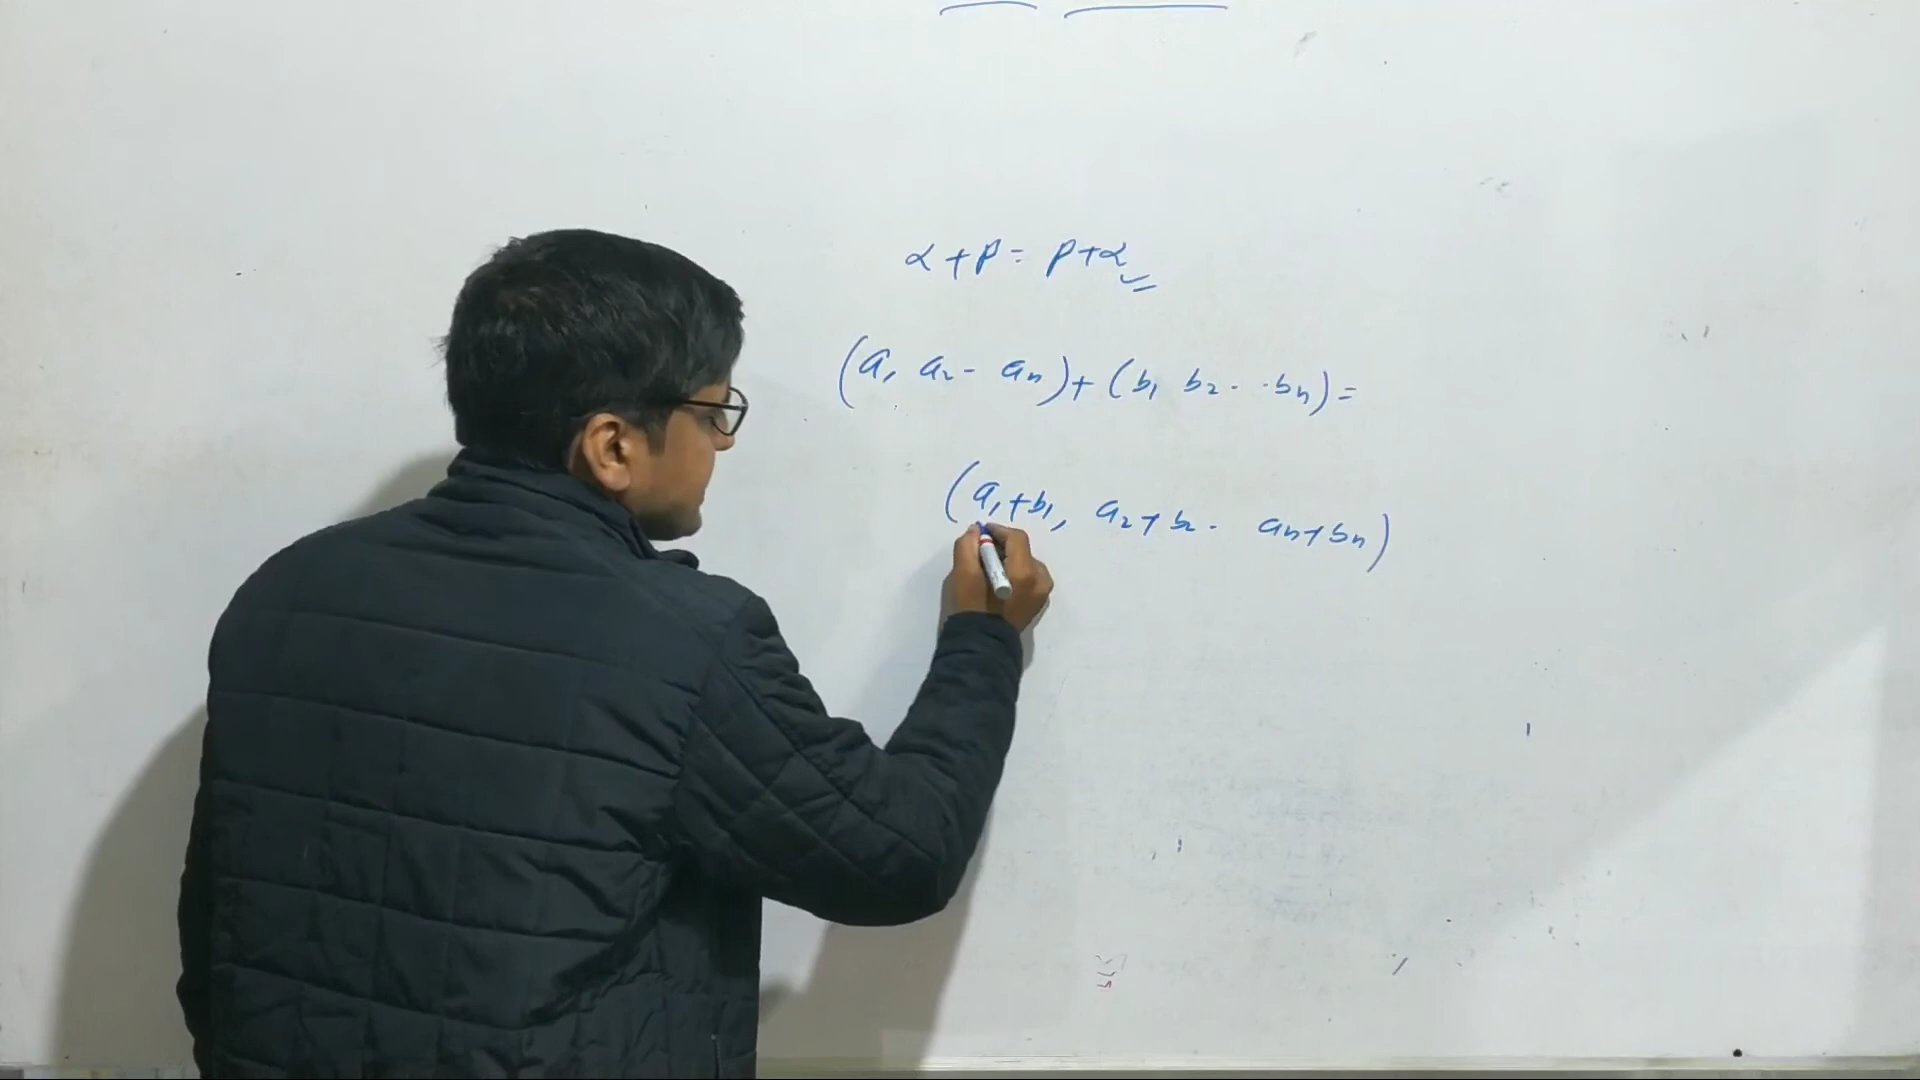 α + β = β + α
(a₁ a₂ - aₙ) + (b₁ b₂ - - bₙ) =
(a₁ + b₁, a₂ + b₂ - aₙ + bₙ)